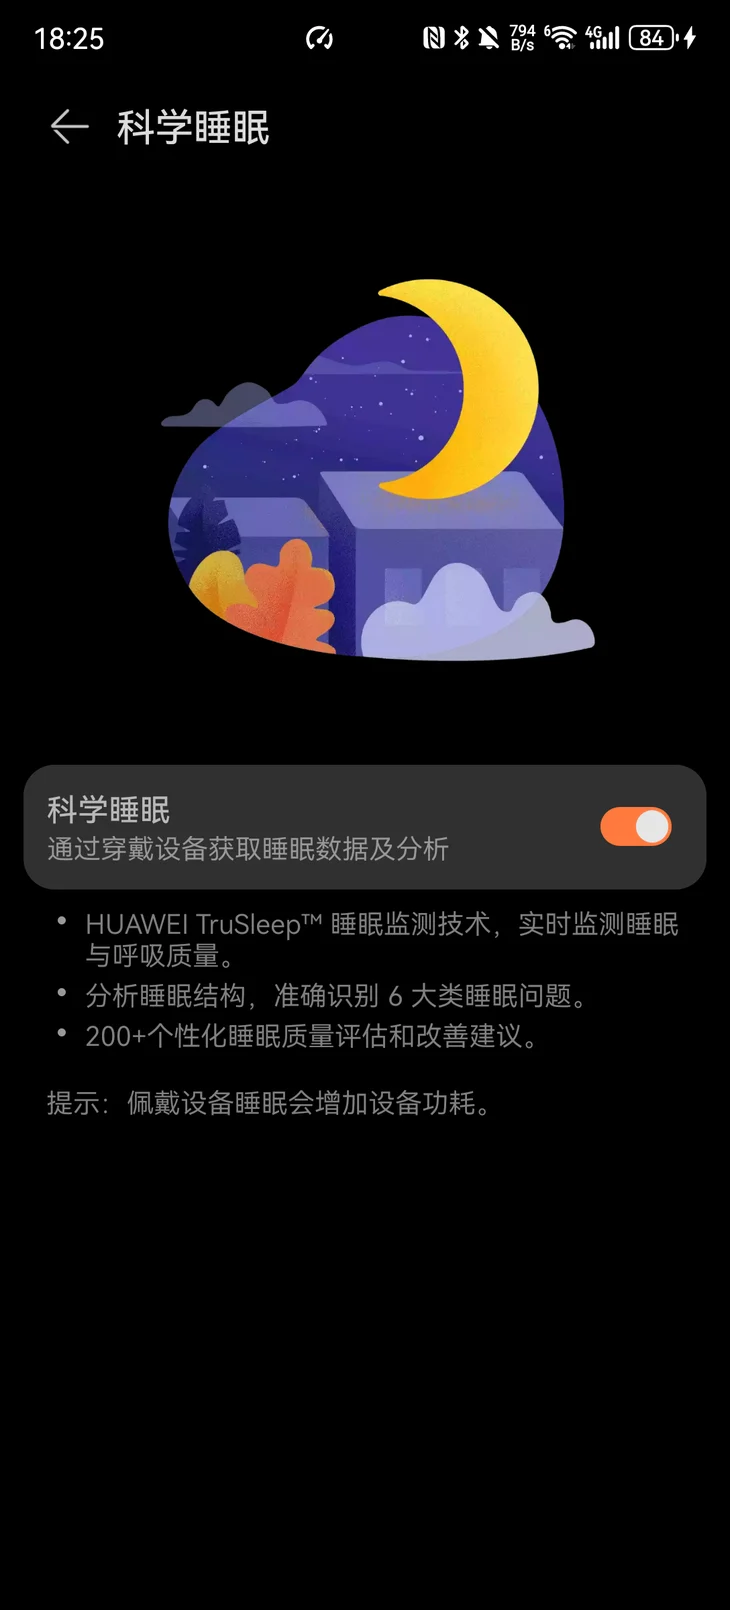 18:25
794 B/s
6
4G
84
科学睡眠
科学睡眠
通过穿戴设备获取睡眠数据及分析
• HUAWEI TruSleep™ 睡眠监测技术，实时监测睡眠
与呼吸质量。
• 分析睡眠结构，准确识别 6 大类睡眠问题。
• 200+个性化睡眠质量评估和改善建议。
提示：佩戴设备睡眠会增加设备功耗。